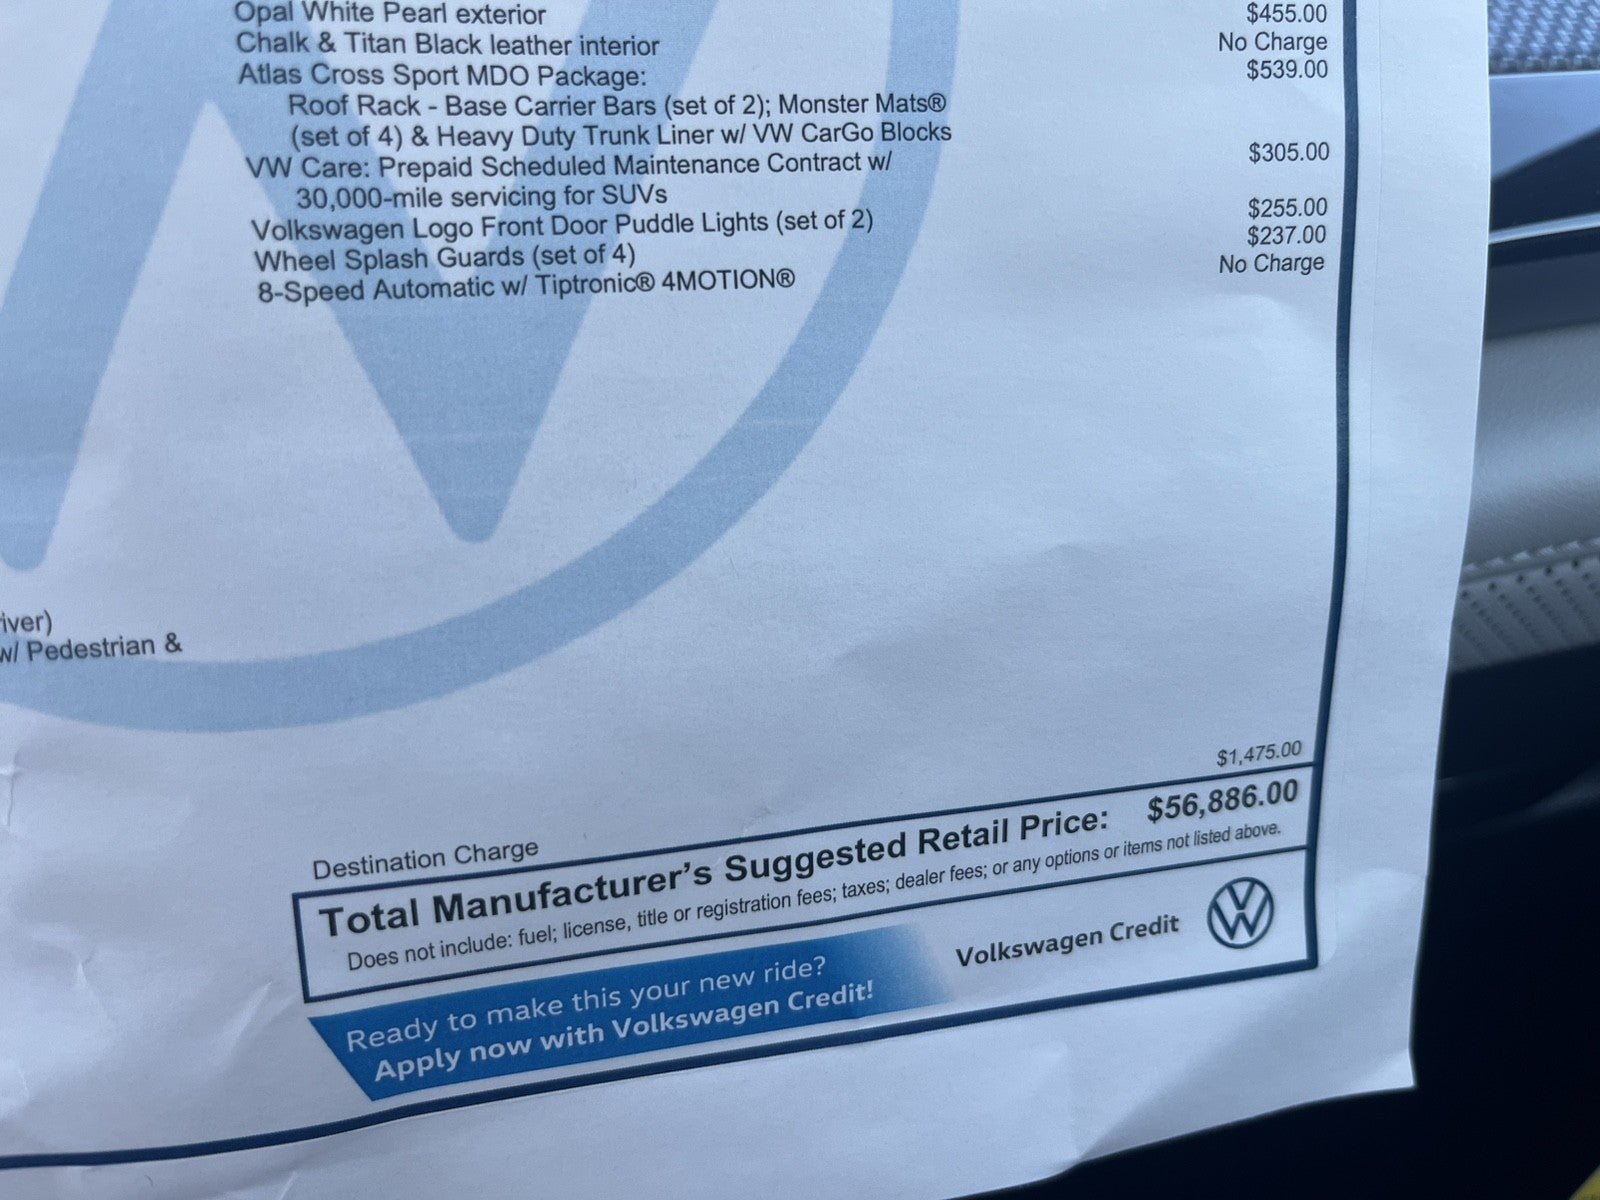 Opal White Pearl exterior $455.00
Chalk & Titan Black leather interior No Charge
Atlas Cross Sport MDO Package: $539.00
Roof Rack - Base Carrier Bars (set of 2); Monster Mats®
(set of 4) & Heavy Duty Trunk Liner w/ VW CarGo Blocks
VW Care: Prepaid Scheduled Maintenance Contract w/ $305.00
30,000-mile servicing for SUVs
Volkswagen Logo Front Door Puddle Lights (set of 2) $255.00
Wheel Splash Guards (set of 4) $237.00
8-Speed Automatic w/ Tiptronic® 4MOTION® No Charge
iver)
w/ Pedestrian &
Destination Charge $1,475.00
Total Manufacturer's Suggested Retail Price: $56,886.00
Does not include: fuel; license, title or registration fees; taxes; dealer fees; or any options or items not listed above.
Ready to make this your new ride?
Apply now with Volkswagen Credit!
Volkswagen Credit